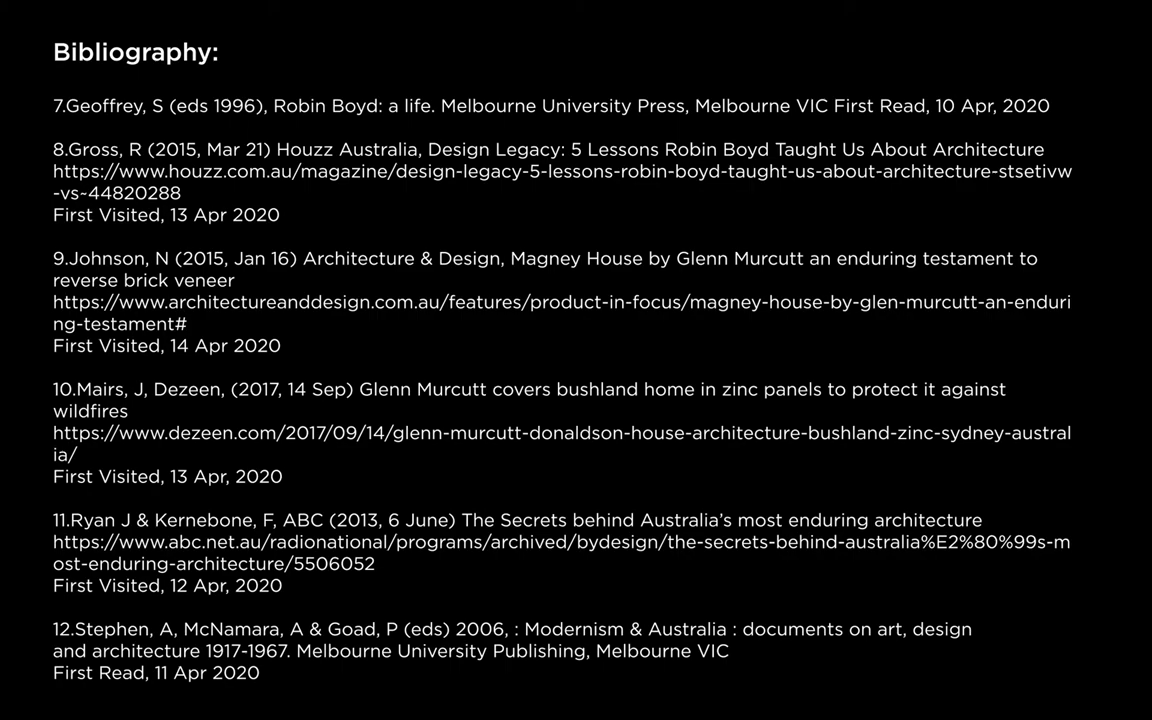 Bibliography:
7.Geoffrey, S (eds 1996), Robin Boyd: a life. Melbourne University Press, Melbourne VIC First Read, 10 Apr, 2020
8.Gross, R (2015, Mar 21) Houzz Australia, Design Legacy: 5 Lessons Robin Boyd Taught Us About Architecture
https://www.houzz.com.au/magazine/design-legacy-5-lessons-robin-boyd-taught-us-about-architecture-stsetivw
-vs~44820288
First Visited, 13 Apr 2020
9.Johnson, N (2015, Jan 16) Architecture & Design, Magney House by Glenn Murcutt an enduring testament to
reverse brick veneer
https://www.architectureanddesign.com.au/features/product-in-focus/magney-house-by-glen-murcutt-an-enduri
ng-testament#
First Visited, 14 Apr 2020
10.Mairs, J, Dezeen, (2017, 14 Sep) Glenn Murcutt covers bushland home in zinc panels to protect it against
wildfires
https://www.dezeen.com/2017/09/14/glenn-murcutt-donaldson-house-architecture-bushland-zinc-sydney-austral
ia/
First Visited, 13 Apr, 2020
11.Ryan J & Kernebone, F, ABC (2013, 6 June) The Secrets behind Australia’s most enduring architecture
https://www.abc.net.au/radionational/programs/archived/bydesign/the-secrets-behind-australia%E2%80%99s-m
ost-enduring-architecture/5506052
First Visited, 12 Apr, 2020
12.Stephen, A, McNamara, A & Goad, P (eds) 2006, : Modernism & Australia : documents on art, design
and architecture 1917-1967. Melbourne University Publishing, Melbourne VIC
First Read, 11 Apr 2020